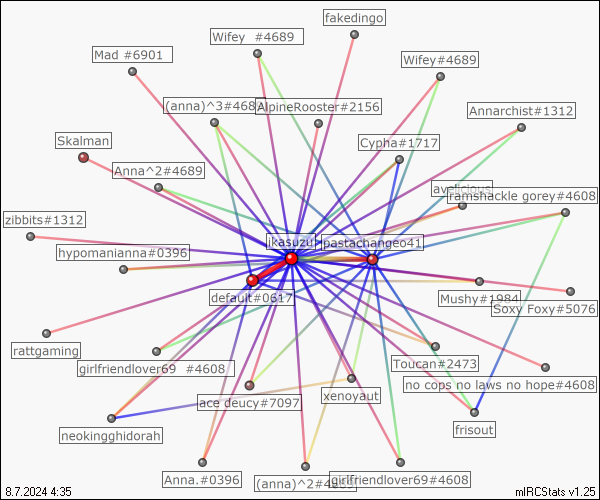 fakedingo
Wifey #4689
Mad #6901
Wifey#4689
(anna)^3#4689
AlpineRooster#2156
Annarchist#1312
Skalman
Cypha#1717
Anna^2#4689
avelicious
ramshackle gorey#4608
zibbits#1312
jkasuzu
pastachangeo41
hypomanianna#0396
default#0617
Mushy#1984
Soxy Foxy#5076
rattgaming
girlfriendlover69 #4608
Toucan#2473
no cops no laws no hope#4608
ace deucy#7097
xenoyaut
neokingghidorah
frisout
Anna.#0396
(anna)^2#4689
girlfriendlover69#4608
8.7.2024 4:35
mIRCStats v1.25